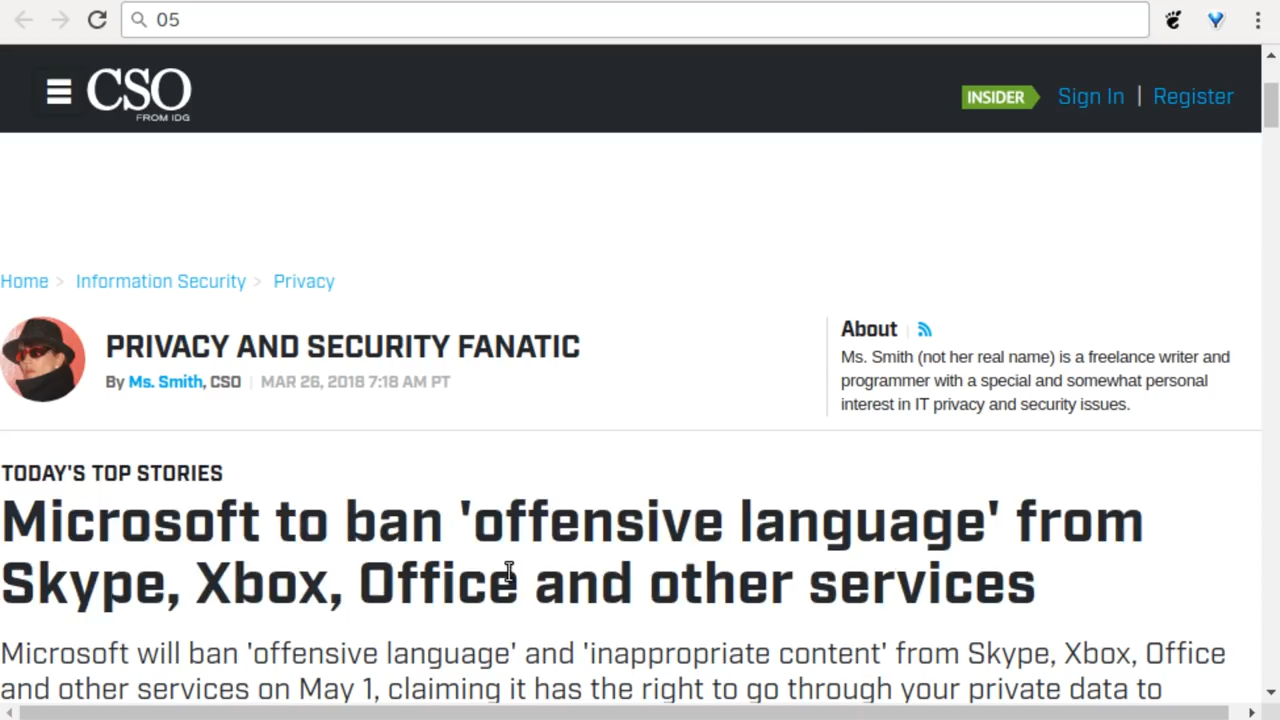 05
CSO
FROM IDG
INSIDER Sign In | Register
Home > Information Security > Privacy
PRIVACY AND SECURITY FANATIC
By Ms. Smith, CSO | MAR 26, 2018 7:18 AM PT
About
Ms. Smith (not her real name) is a freelance writer and
programmer with a special and somewhat personal
interest in IT privacy and security issues.
TODAY'S TOP STORIES
Microsoft to ban 'offensive language' from
Skype, Xbox, Office and other services
Microsoft will ban 'offensive language' and 'inappropriate content' from Skype, Xbox, Office
and other services on May 1, claiming it has the right to go through your private data to